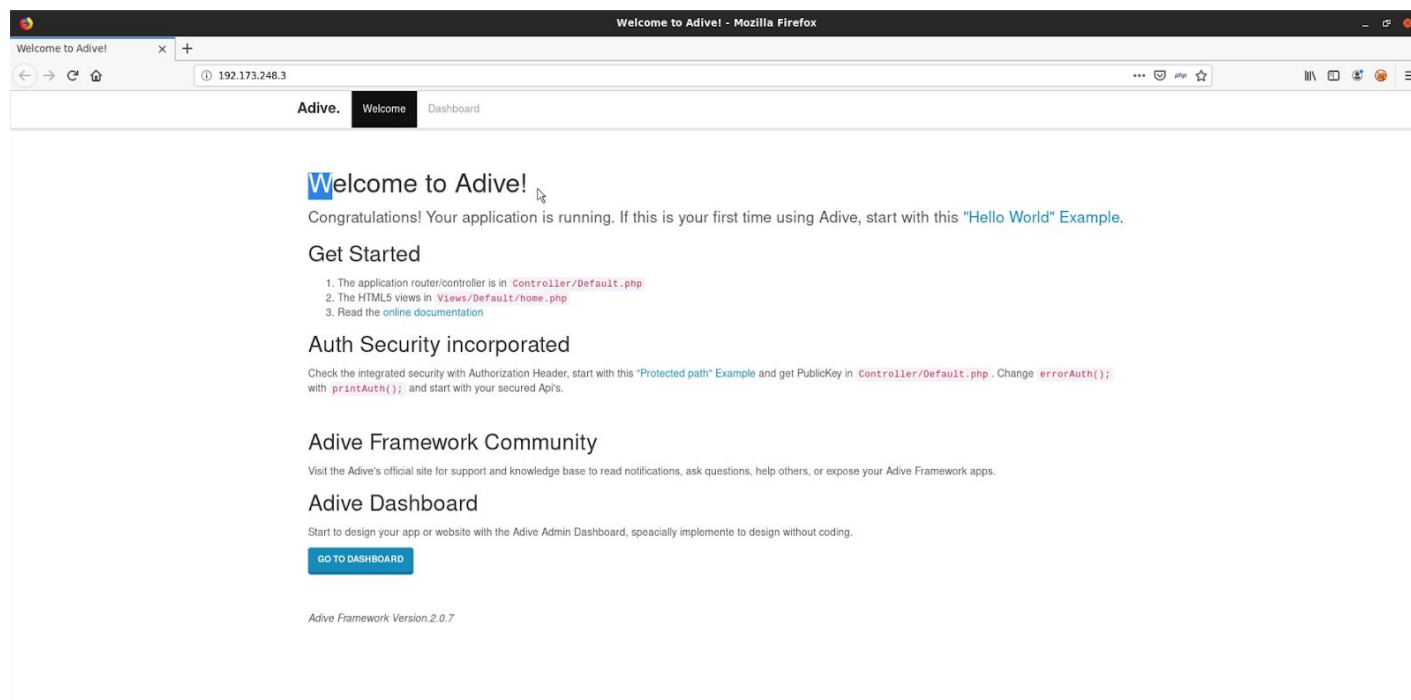 Welcome to Adive! - Mozilla Firefox
Welcome to Adive!
192.173.248.3
php
Adive. Welcome Dashboard
Welcome to Adive!
Congratulations! Your application is running. If this is your first time using Adive, start with this "Hello World" Example.
Get Started
1. The application router/controller is in Controller/Default.php
2. The HTML5 views in Views/Default/home.php
3. Read the online documentation
Auth Security incorporated
Check the integrated security with Authorization Header, start with this "Protected path" Example and get PublicKey in Controller/Default.php. Change errorAuth();
with printAuth(); and start with your secured Api's.
Adive Framework Community
Visit the Adive's official site for support and knowledge base to read notifications, ask questions, help others, or expose your Adive Framework apps.
Adive Dashboard
Start to design your app or website with the Adive Admin Dashboard, speacially implemente to design without coding.
GO TO DASHBOARD
Adive Framework Version.2.0.7